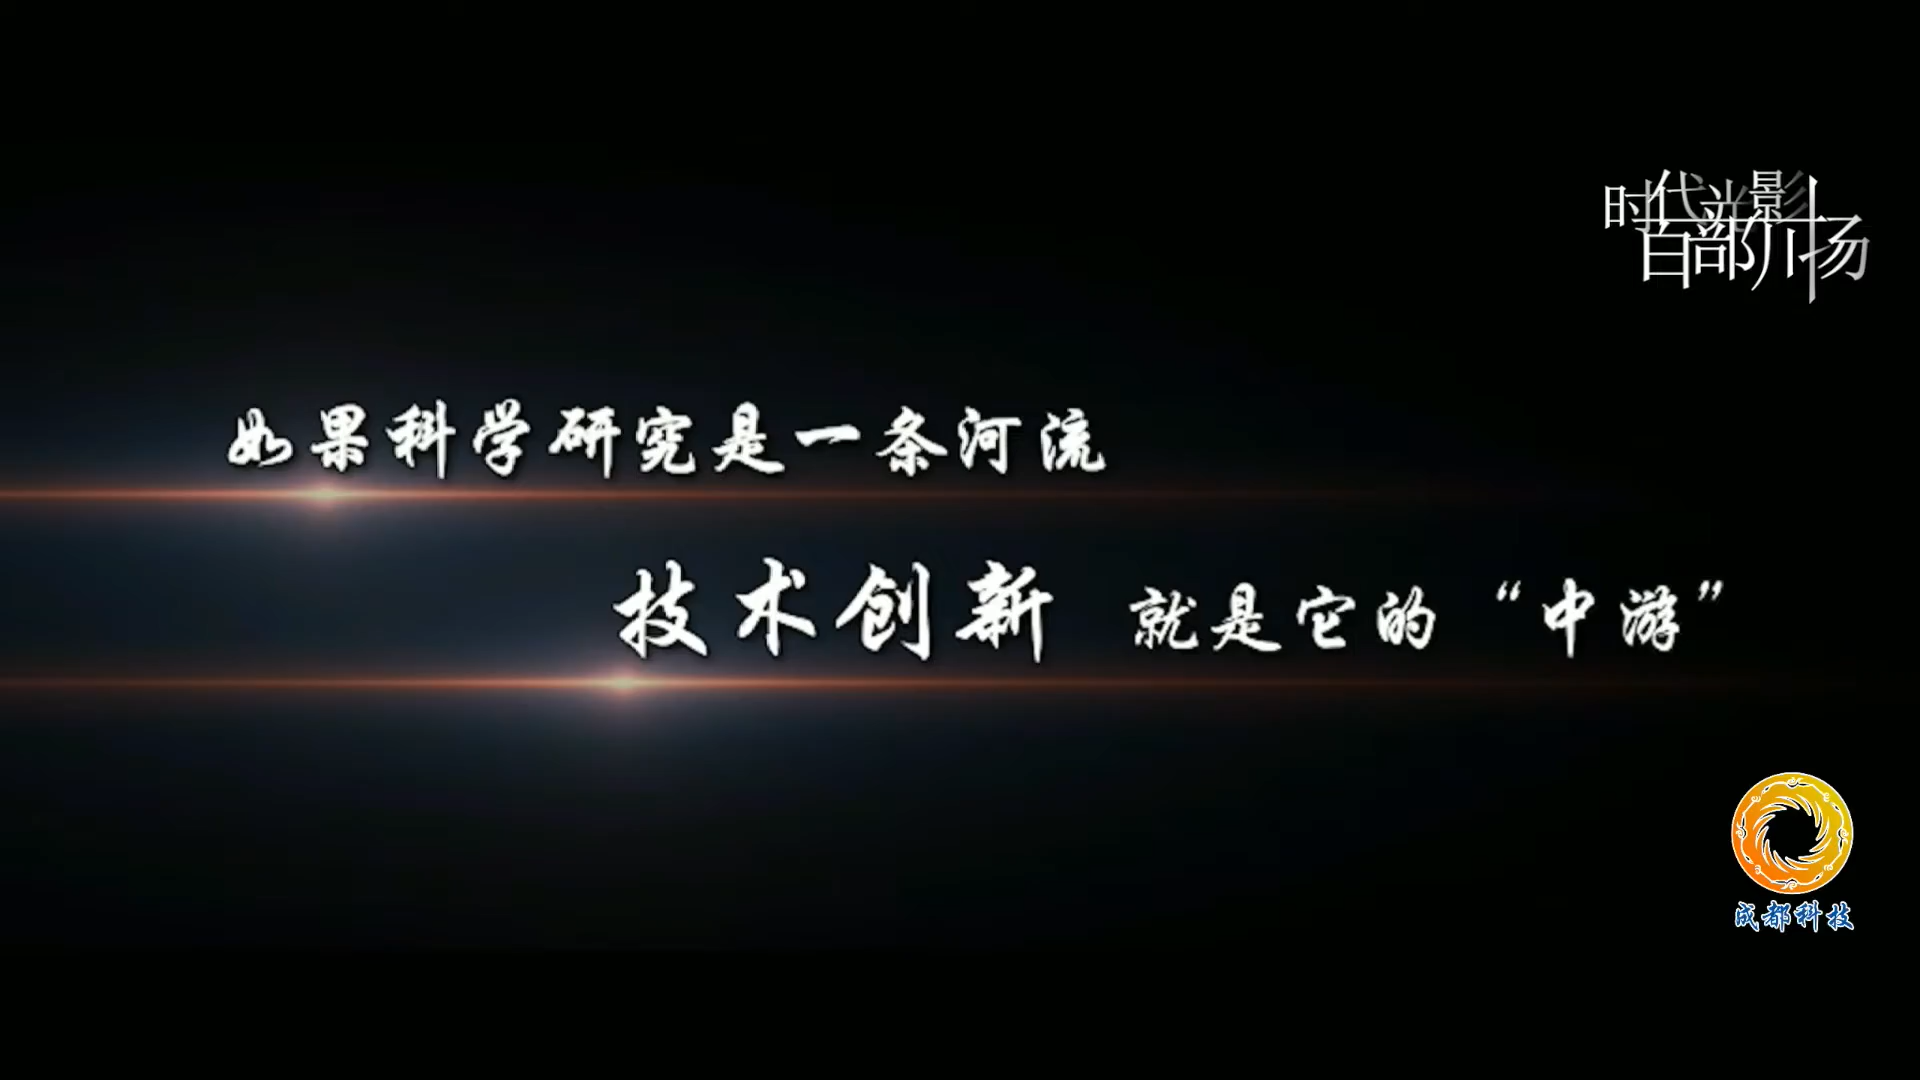 时代光影
百部川扬
如果科学研究是一条河流
技术创新 就是它的“中游”
成都科技